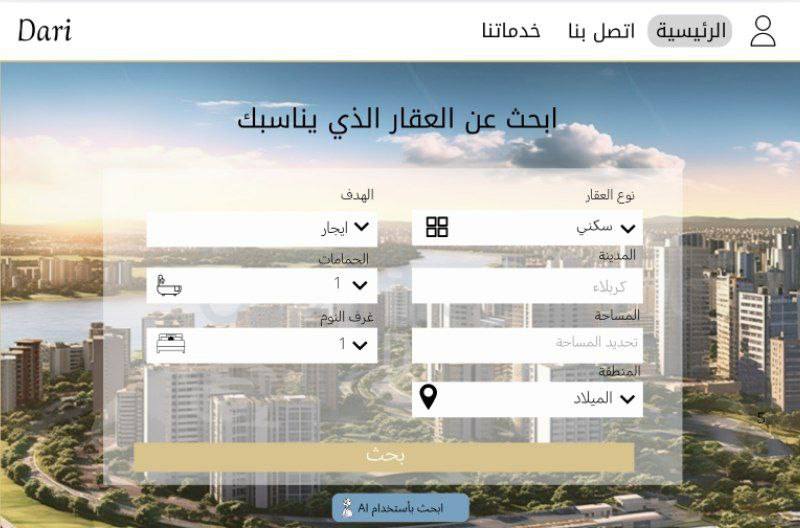 الرئيسية اتصل بنا خدماتنا Dari
ابحث عن العقار الذي يناسبك
نوع العقار
سكني
المدينة
كربلاء
المساحة
تحديد المساحة
المنطقة
الميلاد
الهدف
ايجار
الحمامات
1
غرف النوم
1
بحث
5
ابحث بأستخدام AI